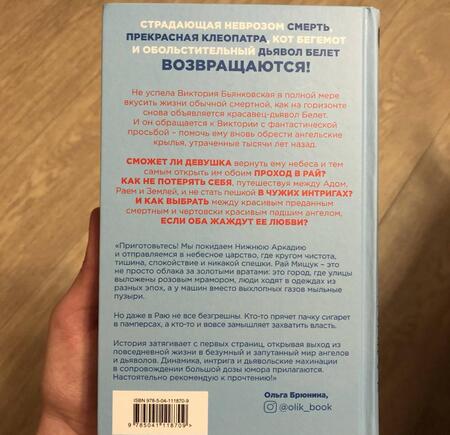 СТРАДАЮЩАЯ НЕВРОЗОМ СМЕРТЬ,
ПРЕКРАСНАЯ КЛЕОПАТРА, КОТ БЕГЕМОТ
И ОБОЛЬСТИТЕЛЬНЫЙ ДЬЯВОЛ БЕЛЕТ
ВОЗВРАЩАЮТСЯ!
Не успела Виктория Бьянковская в полной мере
вкусить жизни обычной смертной, как на горизонте
снова объявляется красавец-дьявол Белет.
И он обращается к Виктории с фантастической
просьбой – помочь ему вновь обрести ангельские
крылья, утраченные тысячи лет назад.
СМОЖЕТ ЛИ ДЕВУШКА вернуть ему небеса и тем
самым открыть им обоим ПРОХОД В РАЙ?
КАК НЕ ПОТЕРЯТЬ СЕБЯ, путешествуя между Адом,
Раем и Землей, и не стать пешкой В ЧУЖИХ ИНТРИГАХ?
И КАК ВЫБРАТЬ между красивым преданным
смертным и чертовски красивым падшим ангелом,
ЕСЛИ ОБА ЖАЖДУТ ЕЕ ЛЮБВИ?
«Приготовьтесь! Мы покидаем Нижнюю Аркадию
и отправляемся в небесное царство, где кругом чистота,
тишина, спокойствие и никакой спешки. Рай Мищук – это
не просто облака за золотыми вратами: это город, где улицы
выложены розовым мрамором, люди ходят в одеждах из
разных эпох, а у машин вместо выхлопных газов мыльные
пузыри.
Но даже в Раю не все безгрешны. Кто-то прячет пачку сигарет
в памперсах, а кто-то и вовсе замышляет захватить власть.
История затягивает с первых страниц, открывая выход из
повседневной жизни в безумный и запутанный мир ангелов
и дьяволов. Динамика, интрига и дьявольские махинации
в сопровождении большой дозы юмора прилагаются.
Настоятельно рекомендую к прочтению!»
Ольга Брюнина,
@olik_book
ISBN 978-5-04-111870-9
9 785041 118709 >